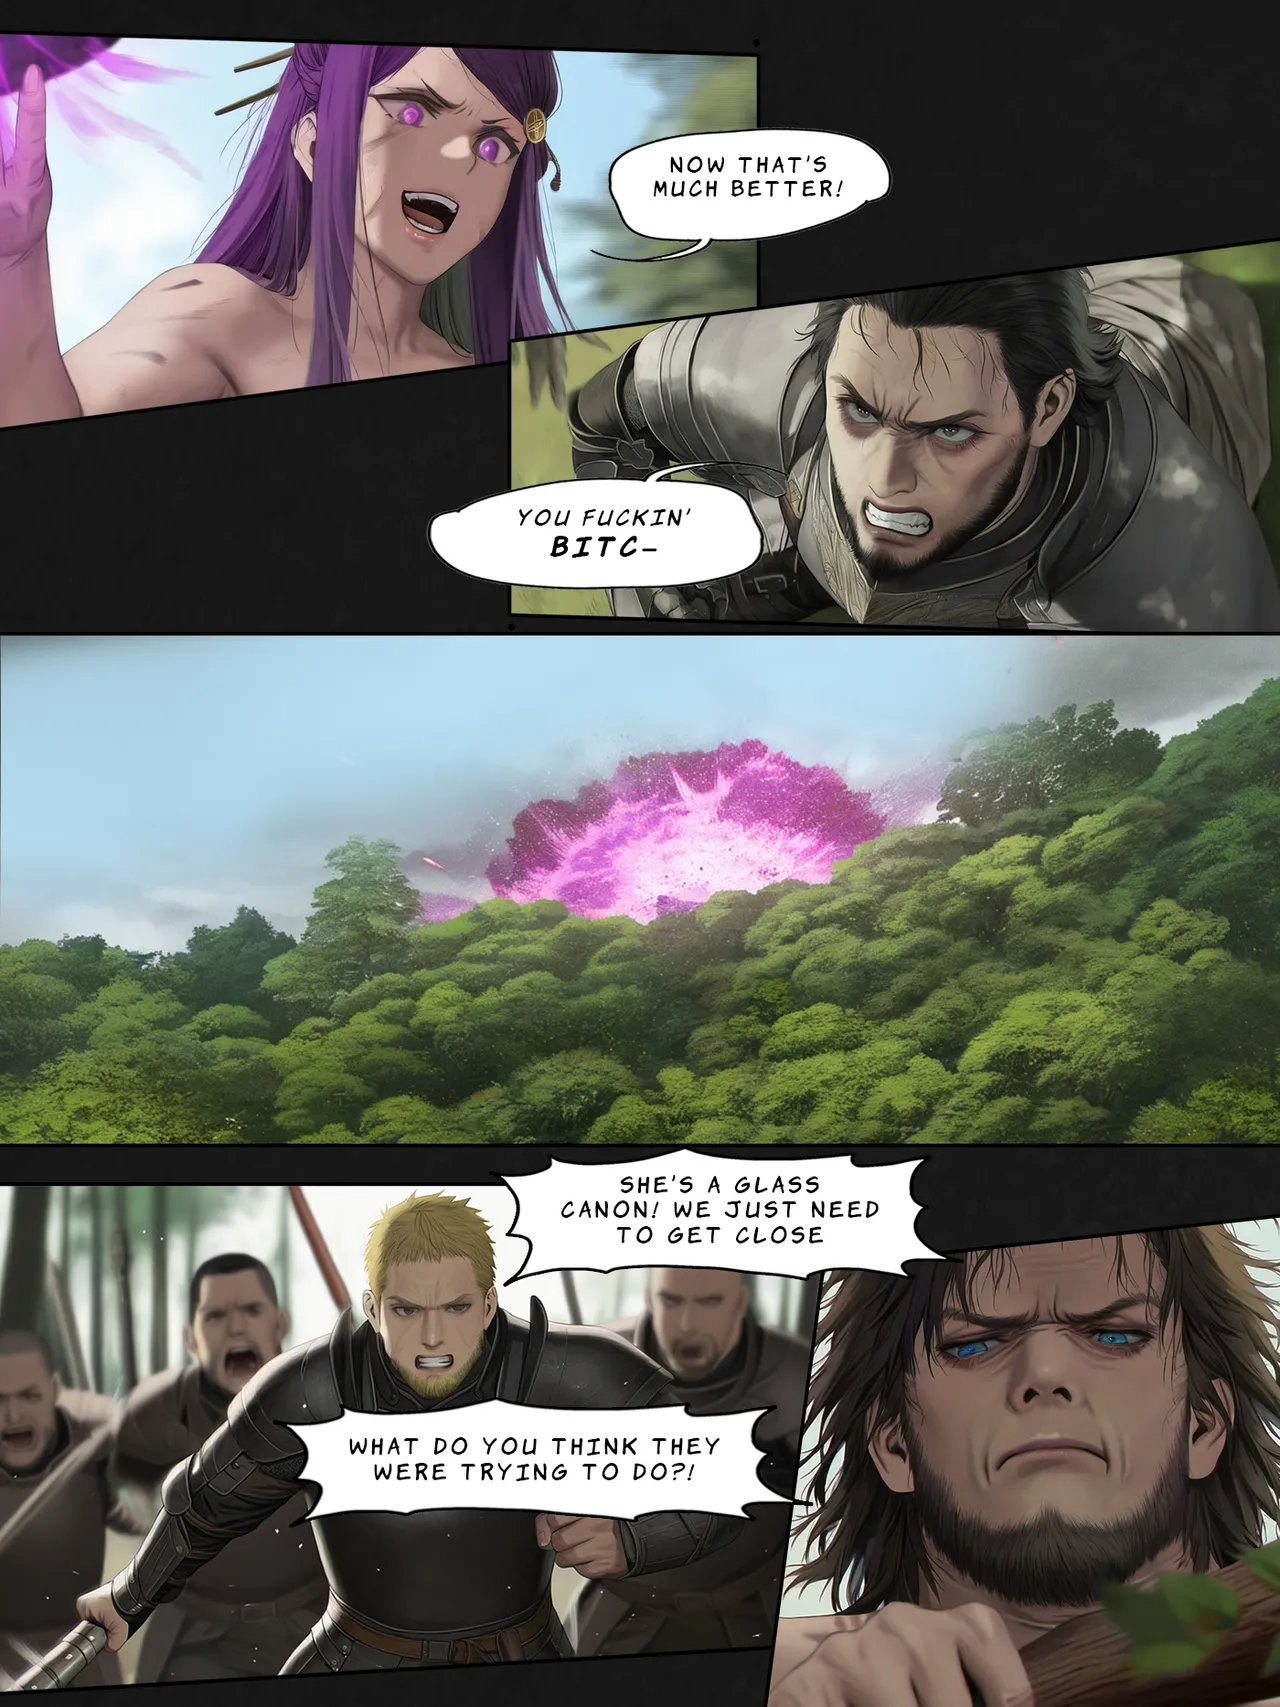 NOW THAT'S
MUCH BETTER!
YOU FUCKIN'
BITC–
SHE'S A GLASS
CANON! WE JUST NEED
TO GET CLOSE
WHAT DO YOU THINK THEY
WERE TRYING TO DO?!